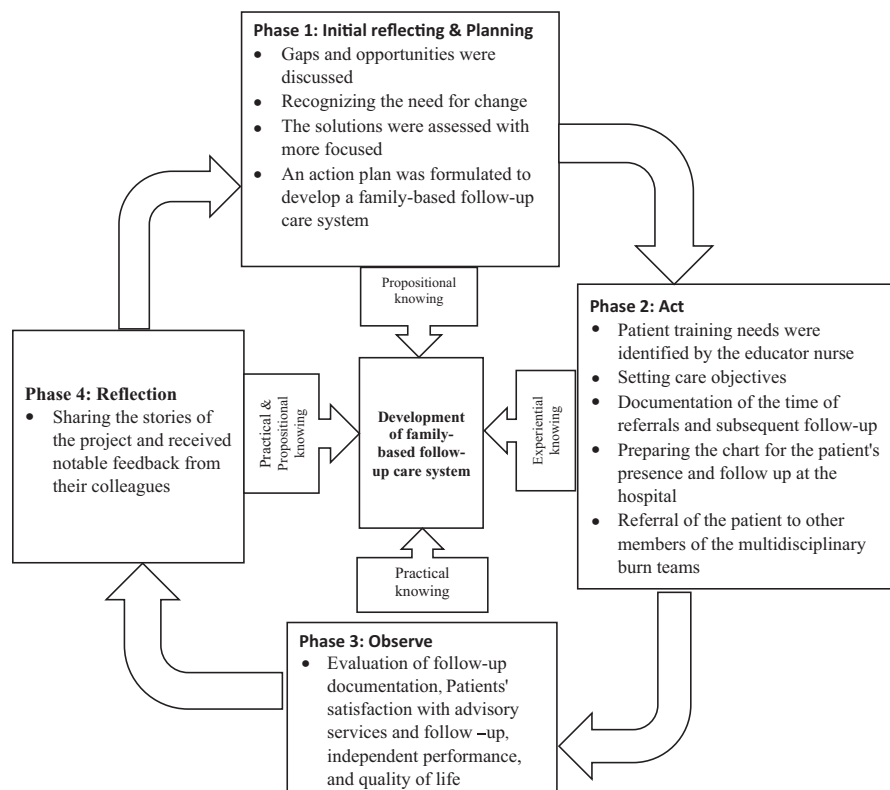 Phase 1: Initial reflecting & Planning
• Gaps and opportunities were
discussed
• Recognizing the need for change
• The solutions were assessed with
more focused
• An action plan was formulated to
develop a family-based follow-up
care system
Propositional
knowing
Phase 2: Act
• Patient training needs were
identified by the educator nurse
• Setting care objectives
• Documentation of the time of
referrals and subsequent follow-up
• Preparing the chart for the patient's
presence and follow up at the
hospital
• Referral of the patient to other
members of the multidisciplinary
burn teams
Experiential
knowing
Development
of family-
based follow-
up care system
Practical &
Propositional
knowing
Phase 4: Reflection
• Sharing the stories of
the project and received
notable feedback from
their colleagues
Practical
knowing
Phase 3: Observe
• Evaluation of follow-up
documentation, Patients'
satisfaction with advisory
services and follow –up,
independent performance,
and quality of life